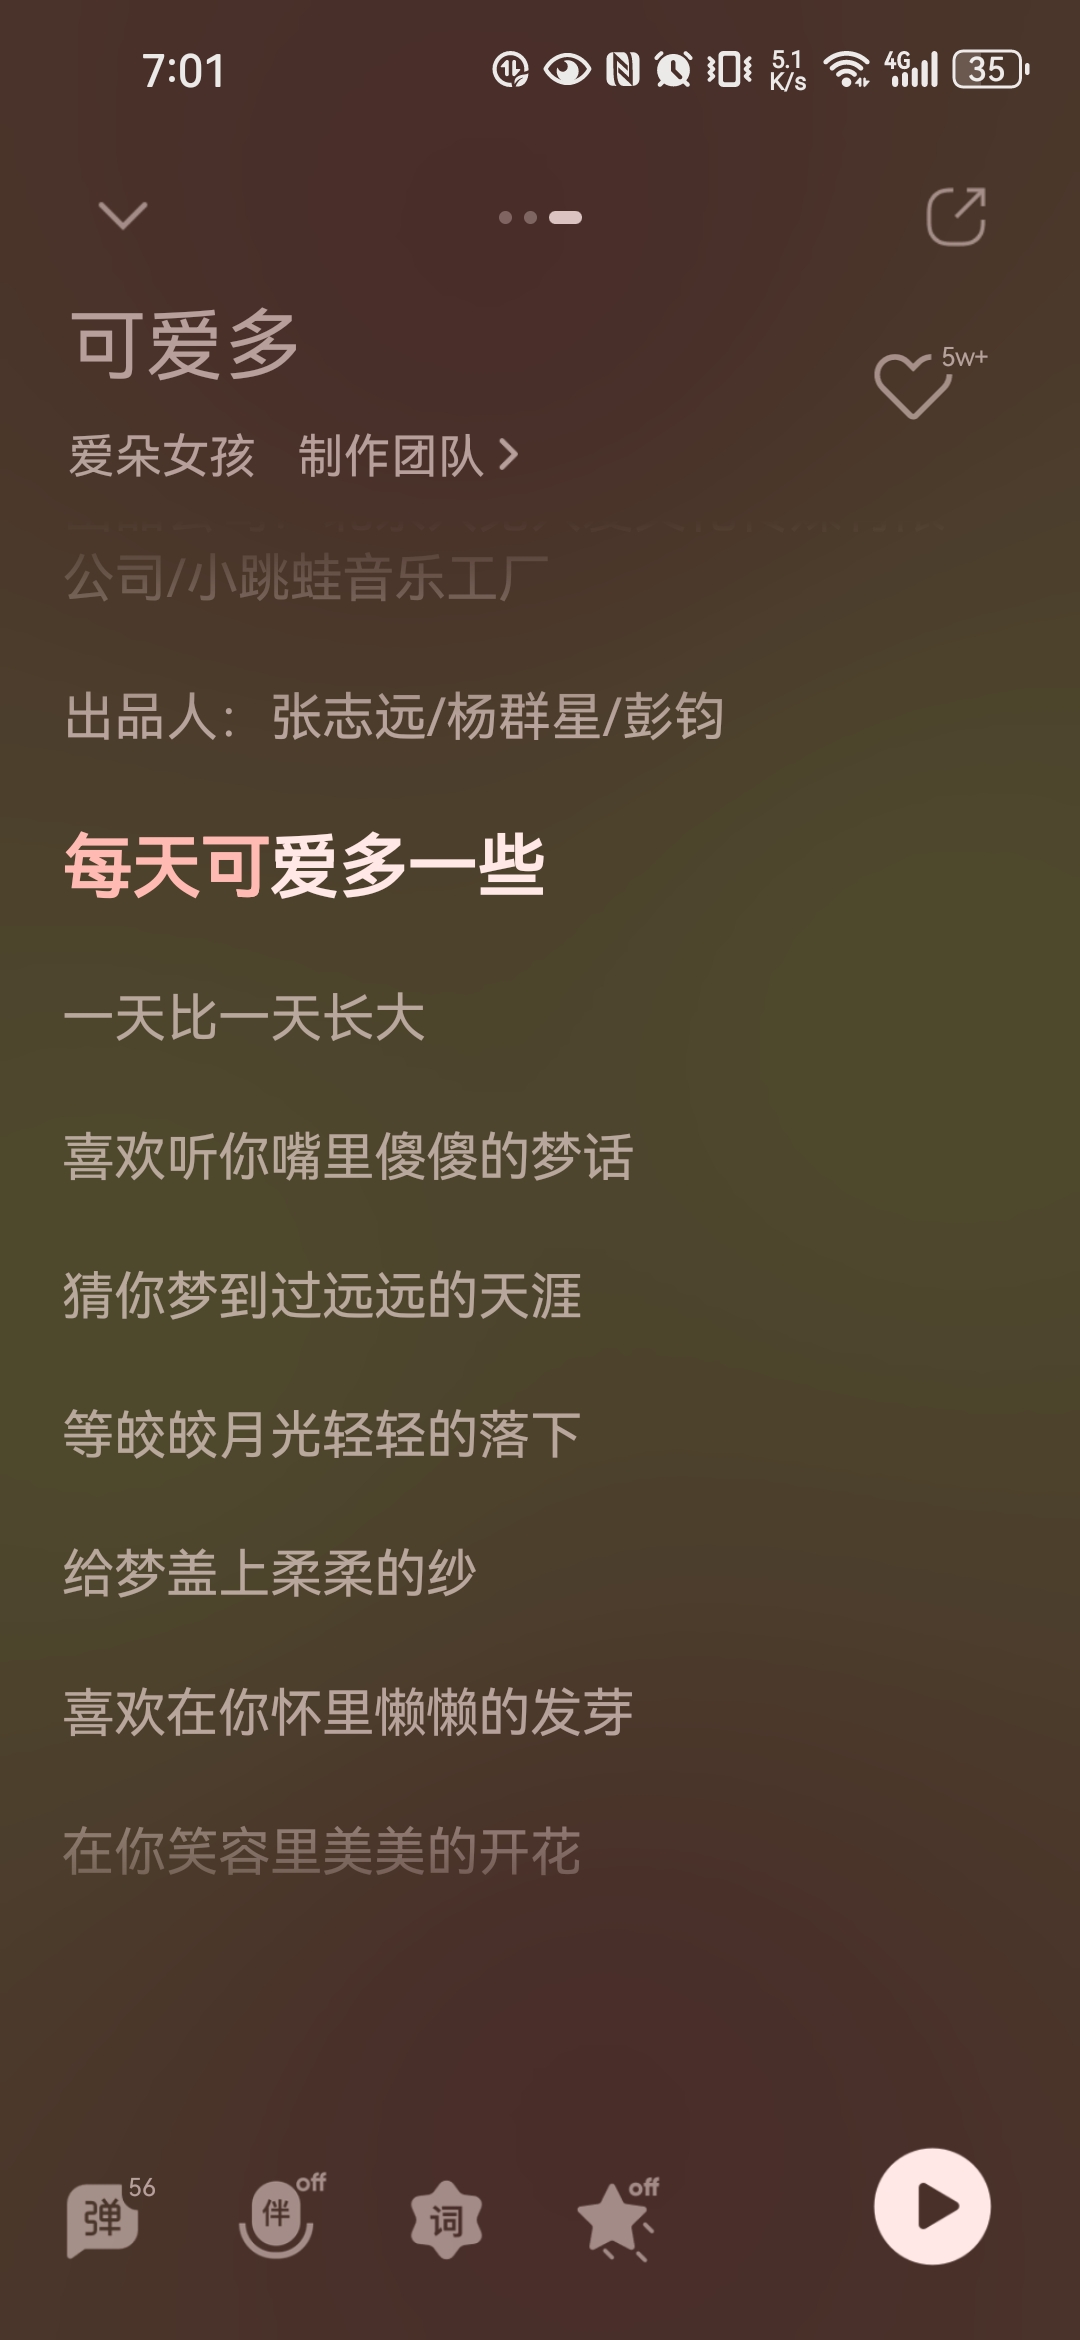 7:01
5.1 K/s
4G
35
可爱多
5w+
爱朵女孩 制作团队
公司/小跳蛙音乐工厂
出品人：张志远/杨群星/彭钧
每天可爱多一些
一天比一天长大
喜欢听你嘴里傻傻的梦话
猜你梦到过远远的天涯
等皎皎月光轻轻的落下
给梦盖上柔柔的纱
喜欢在你怀里懒懒的发芽
在你笑容里美美的开花
弹 56
伴 off
词
off